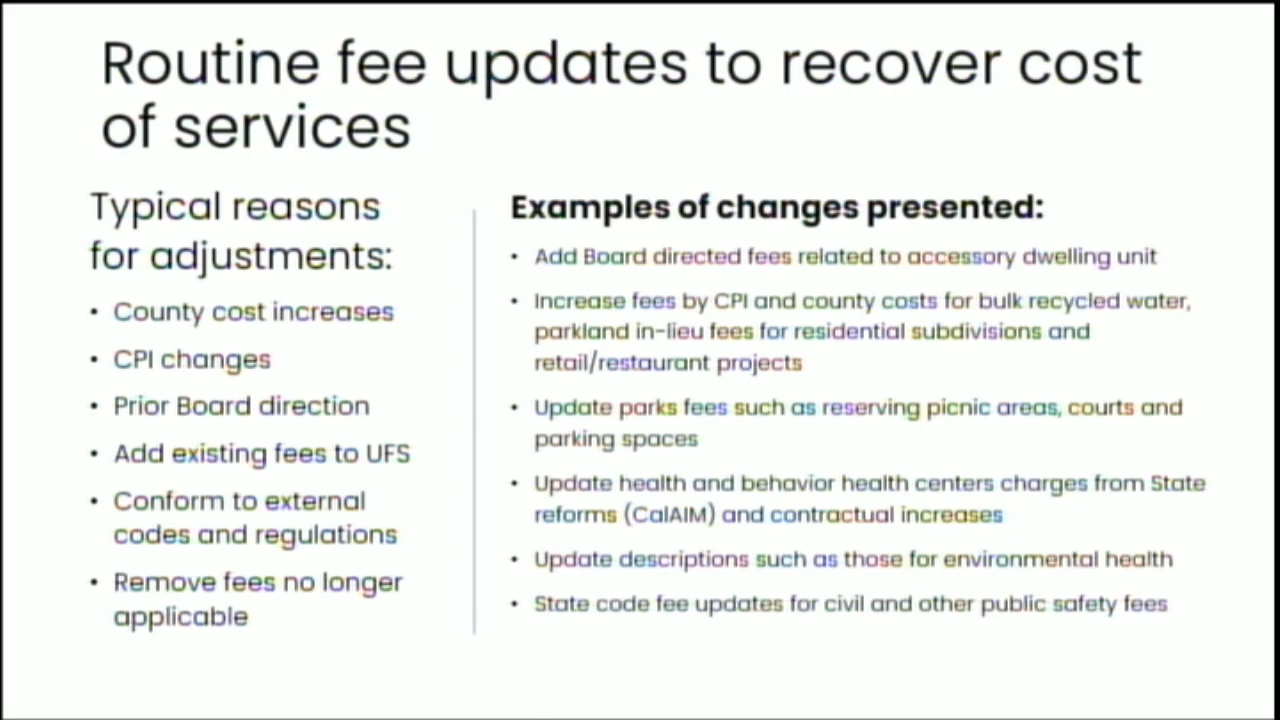 Routine fee updates to recover cost
of services
Typical reasons
for adjustments:
• County cost increases
• CPI changes
• Prior Board direction
• Add existing fees to UFS
• Conform to external
codes and regulations
• Remove fees no longer
applicable
Examples of changes presented:
• Add Board directed fees related to accessory dwelling unit
• Increase fees by CPI and county costs for bulk recycled water,
parkland in-lieu fees for residential subdivisions and
retail/restaurant projects
• Update parks fees such as reserving picnic areas, courts and
parking spaces
• Update health and behavior health centers charges from State
reforms (CalAIM) and contractual increases
• Update descriptions such as those for environmental health
• State code fee updates for civil and other public safety fees